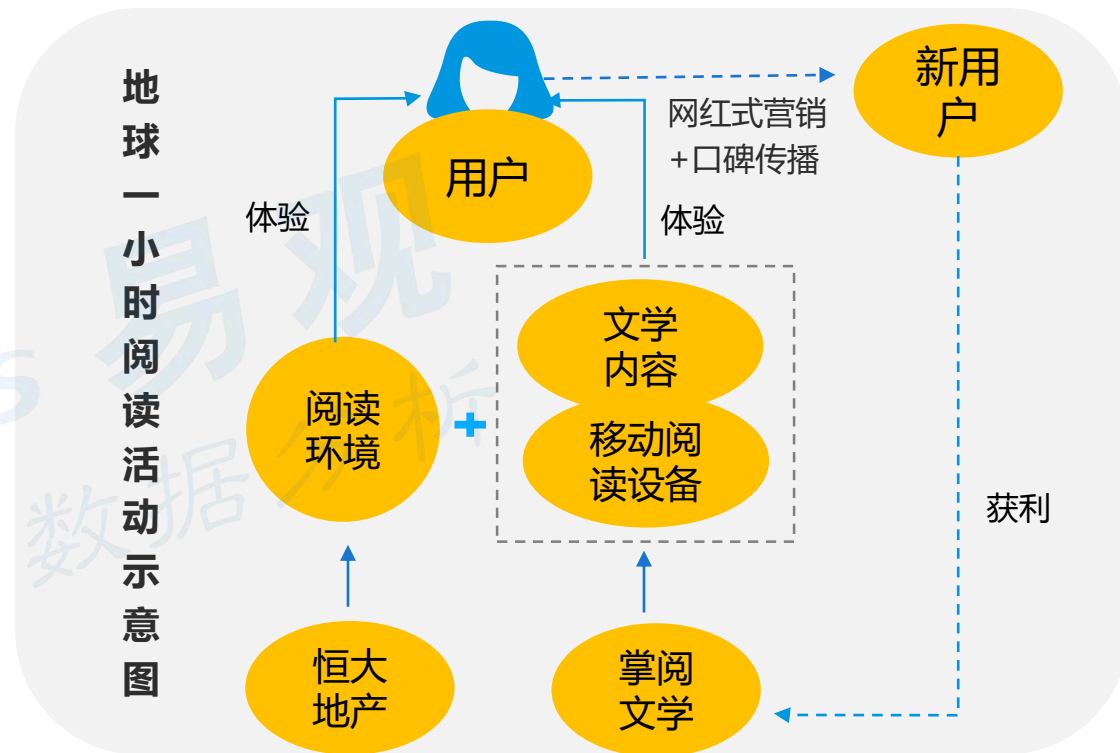 地球一小时阅读活动示意图
新用
户
网红式营销
+口碑传播
用户
体验
体验
文学
内容
阅读
环境
移动阅
读设备
获利
恒大
地产
掌阅
文学
易观
数据分析